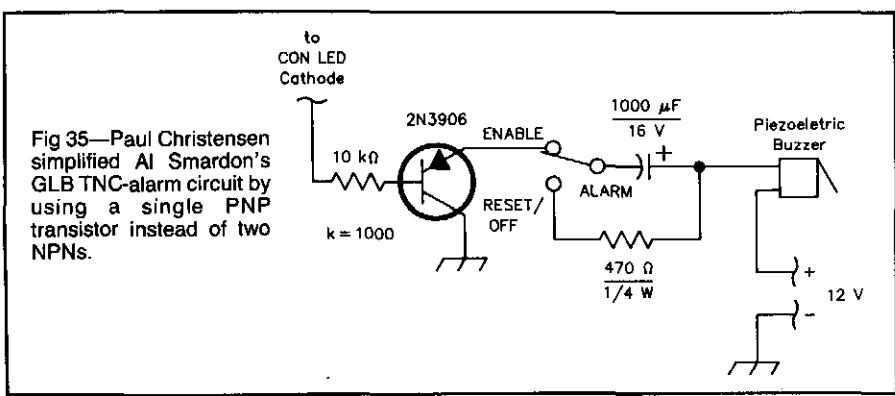 Fig 35—Paul Christensen
simplified Al Smardon's
GLB TNC-alarm circuit by
using a single PNP
transistor instead of two
NPNs.
to
CON LED
Cathode
2N3906
10 kΩ
k = 1000
ENABLE
ALARM
RESET/
OFF
1000 μF
16 V
+
470 Ω
1/4 W
Piezoeletric
Buzzer
+
12 V
-